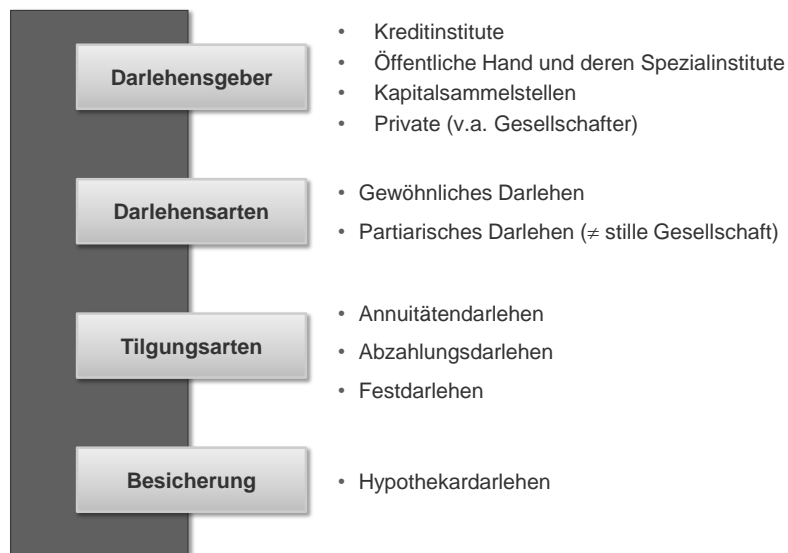 Darlehensgeber
• Kreditinstitute
• Öffentliche Hand und deren Spezialinstitute
• Kapitalsammelstellen
• Private (v.a. Gesellschafter)
Darlehensarten
• Gewöhnliches Darlehen
• Partiarisches Darlehen (≠ stille Gesellschaft)
Tilgungsarten
• Annuitätendarlehen
• Abzahlungsdarlehen
• Festdarlehen
Besicherung
• Hypothekardarlehen